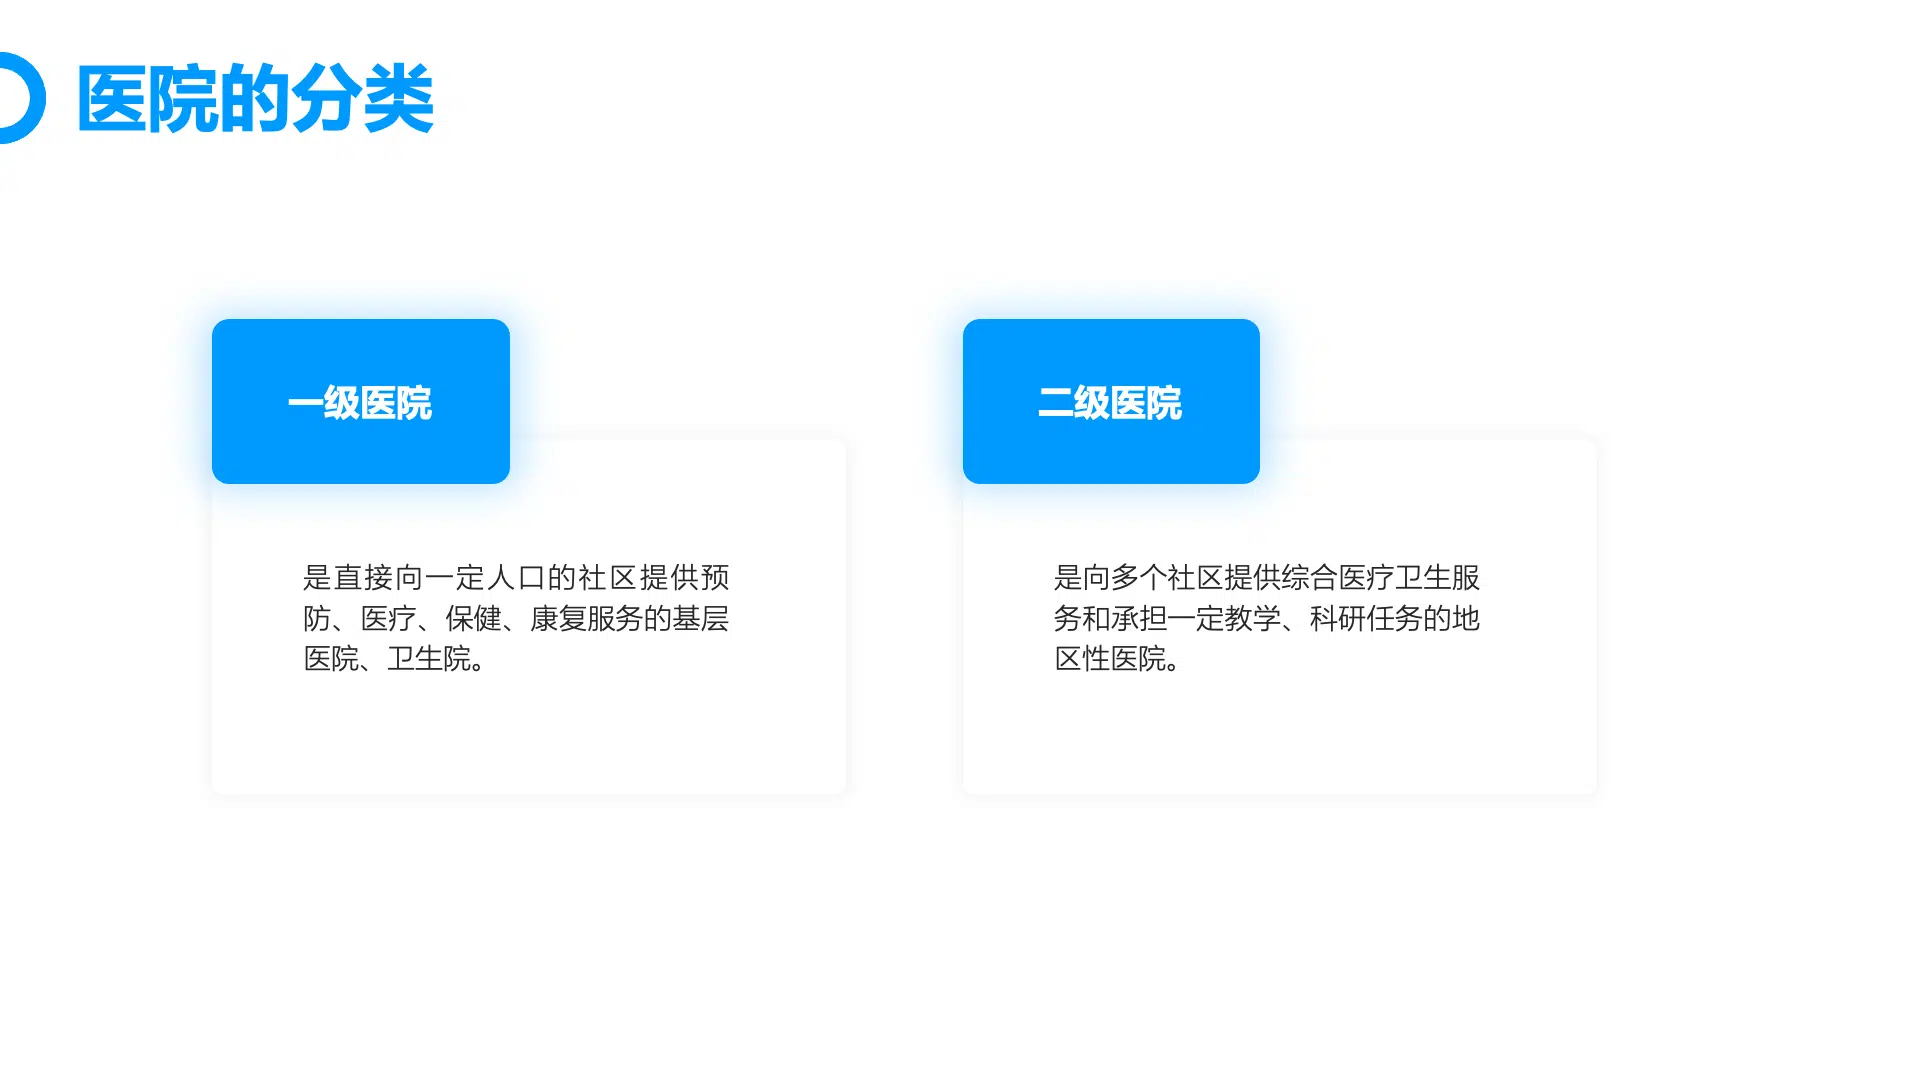 医院的分类
一级医院
是直接向一定人口的社区提供预
防、医疗、保健、康复服务的基层
医院、卫生院。
二级医院
是向多个社区提供综合医疗卫生服
务和承担一定教学、科研任务的地
区性医院。